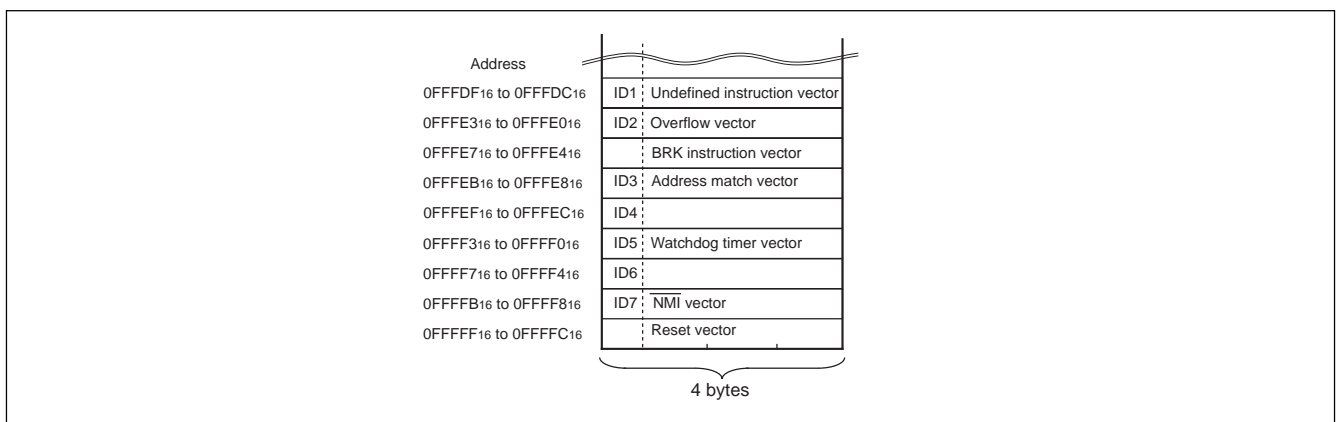 Address
0FFFDF16 to 0FFFDC16 ID1 Undefined instruction vector
0FFFE316 to 0FFFE016 ID2 Overflow vector
0FFFE716 to 0FFFE416 BRK instruction vector
0FFFEB16 to 0FFFE816 ID3 Address match vector
0FFFEF16 to 0FFFEC16 ID4
0FFFF316 to 0FFFF016 ID5 Watchdog timer vector
0FFFF716 to 0FFFF416 ID6
0FFFFB16 to 0FFFF816 ID7 NMI vector
0FFFFF16 to 0FFFFC16 Reset vector
4 bytes